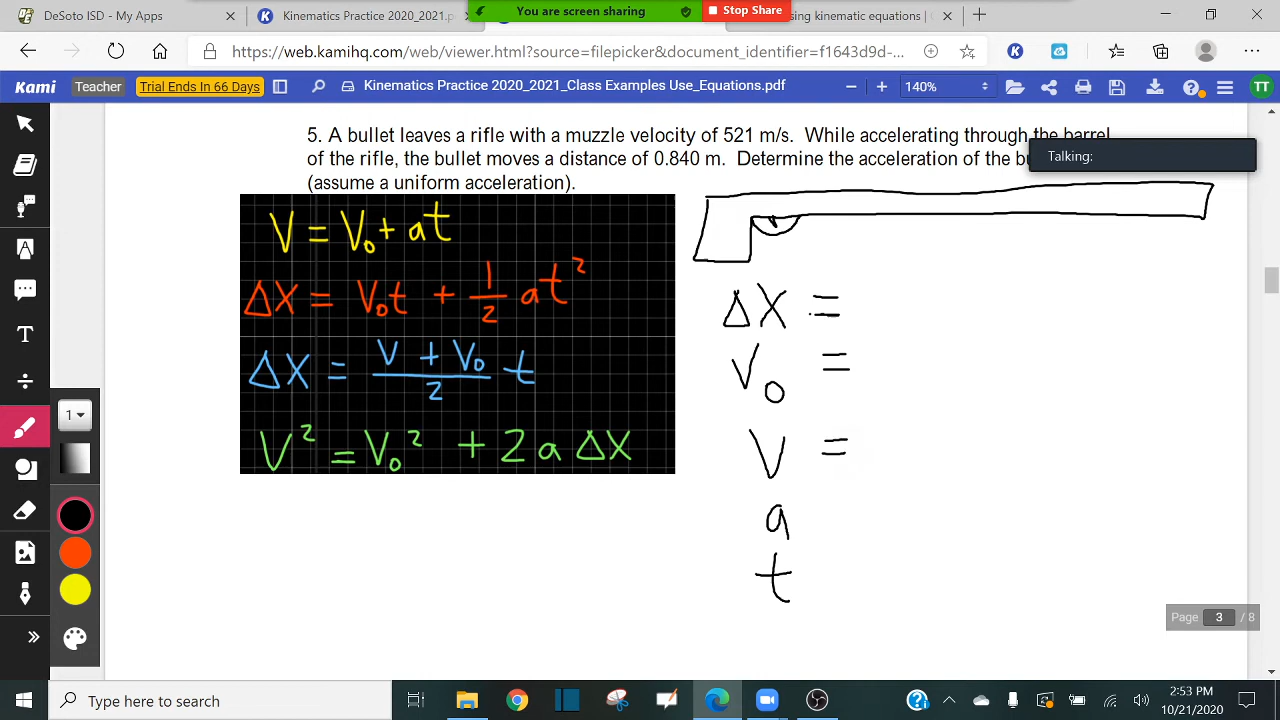 DeSoto ISD - My Apps
Kinematics Practice 2020_2021.p
You are screen sharing
Stop Share
sing kinematic equations (
https://web.kamihq.com/web/viewer.html?source=filepicker&document_identifier=f1643d9d-...
Kami
Teacher
Trial Ends In 66 Days
Kinematics Practice 2020_2021_Class Examples Use_Equations.pdf
140%
TT
5. A bullet leaves a rifle with a muzzle velocity of 521 m/s. While accelerating through the barrel
of the rifle, the bullet moves a distance of 0.840 m. Determine the acceleration of the bu
(assume a uniform acceleration).
Talking:
V = V₀ + at
ΔX = V₀t + 1/2 at²
ΔX = (V + V₀)/2 t
V² = V₀² + 2 a ΔX
ΔX =
V₀ =
V =
a
t
1
Page 3 / 8
Type here to search
2:53 PM
10/21/2020